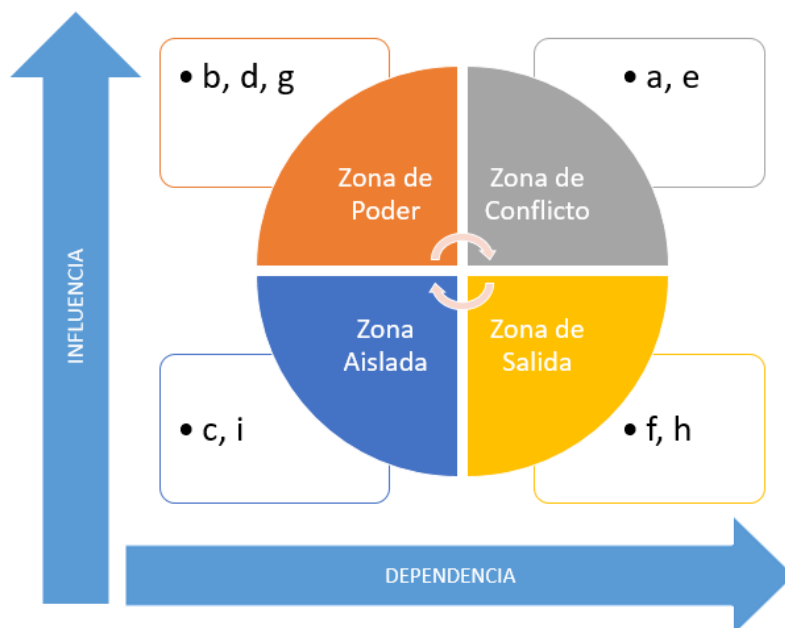 • b, d, g
• a, e
Zona de
Poder
Zona de
Conflicto
INFLUENCIA
Zona
Aislada
Zona de
Salida
• c, i
• f, h
DEPENDENCIA